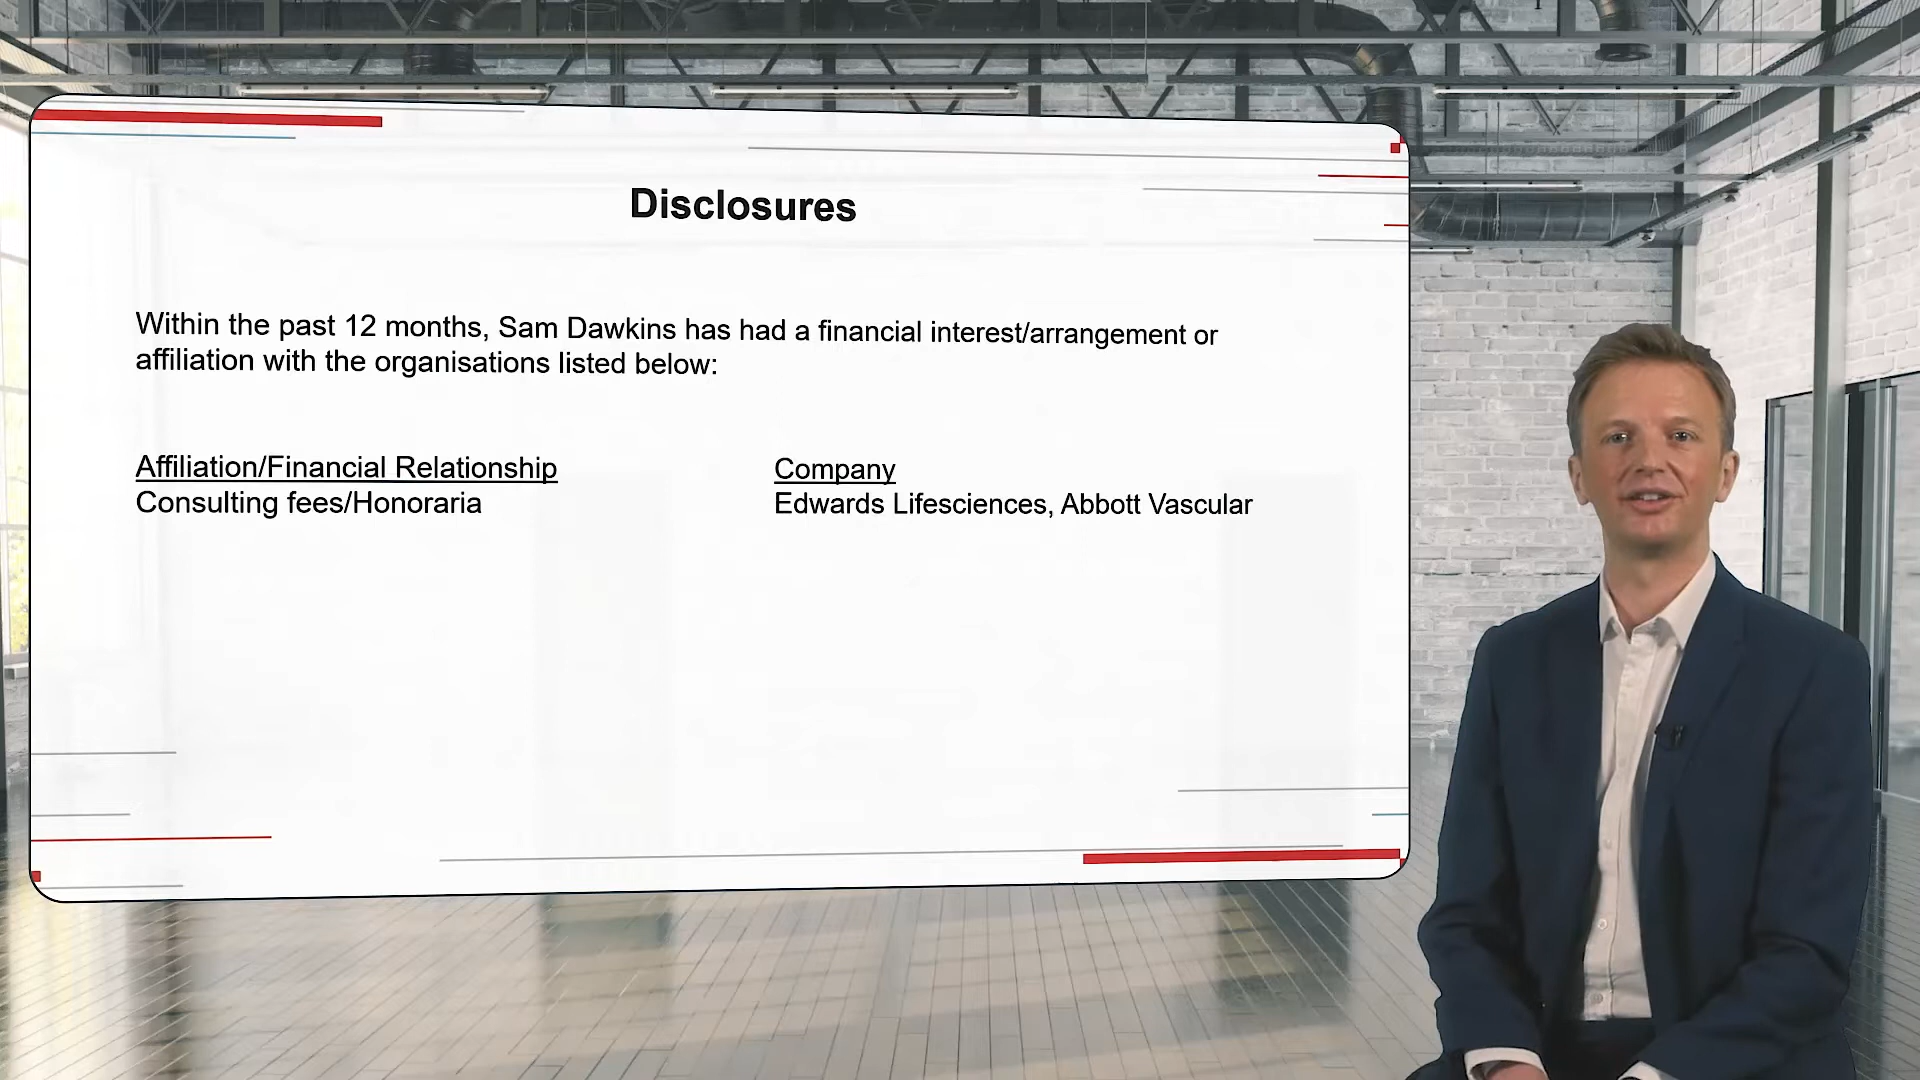 Disclosures
Within the past 12 months, Sam Dawkins has had a financial interest/arrangement or
affiliation with the organisations listed below:
Affiliation/Financial Relationship
Consulting fees/Honoraria
Company
Edwards Lifesciences, Abbott Vascular